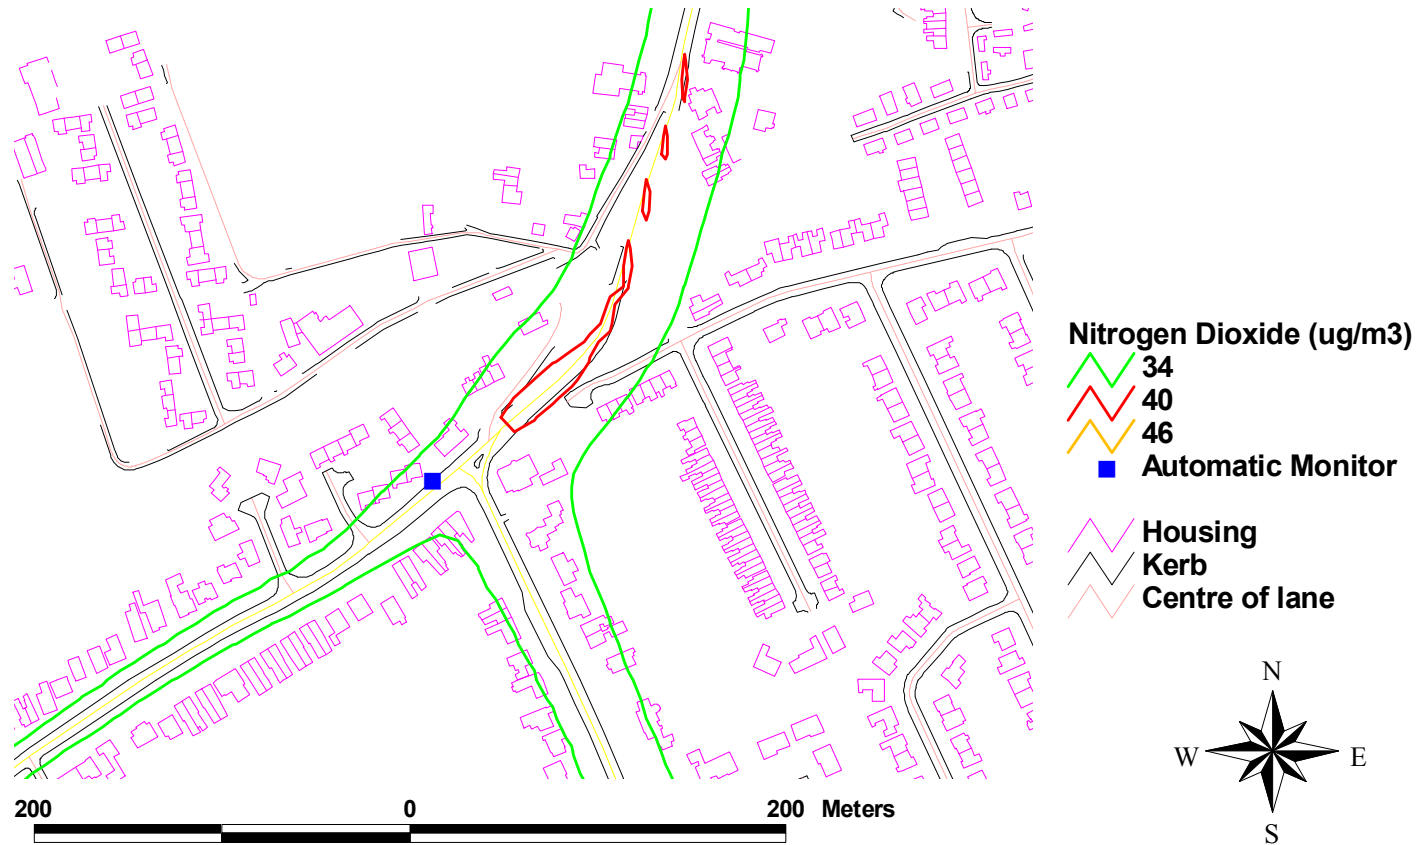 Nitrogen Dioxide (ug/m3)
34
40
46
Automatic Monitor
Housing
Kerb
Centre of lane
N
W E
S
200 0 200 Meters